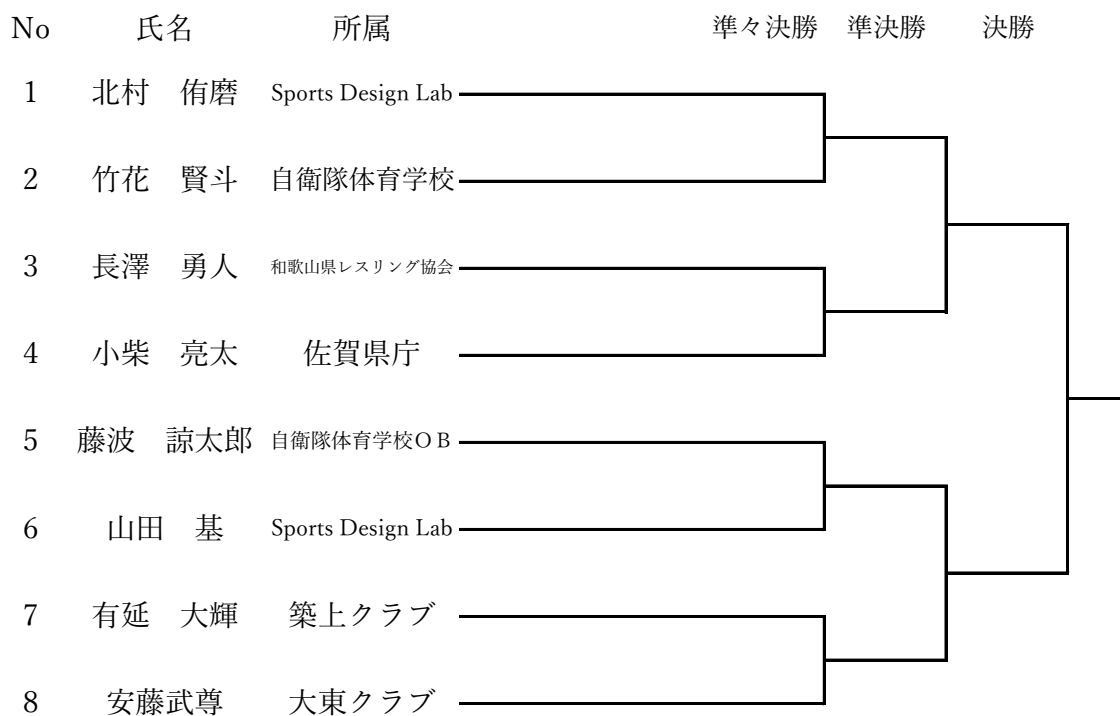 No 氏名 所属 準々決勝 準決勝 決勝
1 北村 侑磨 Sports Design Lab
2 竹花 賢斗 自衛隊体育学校
3 長澤 勇人 和歌山県レスリング協会
4 小柴 亮太 佐賀県庁
5 藤波 諒太郎 自衛隊体育学校ＯＢ
6 山田 基 Sports Design Lab
7 有延 大輝 築上クラブ
8 安藤武尊 大東クラブ